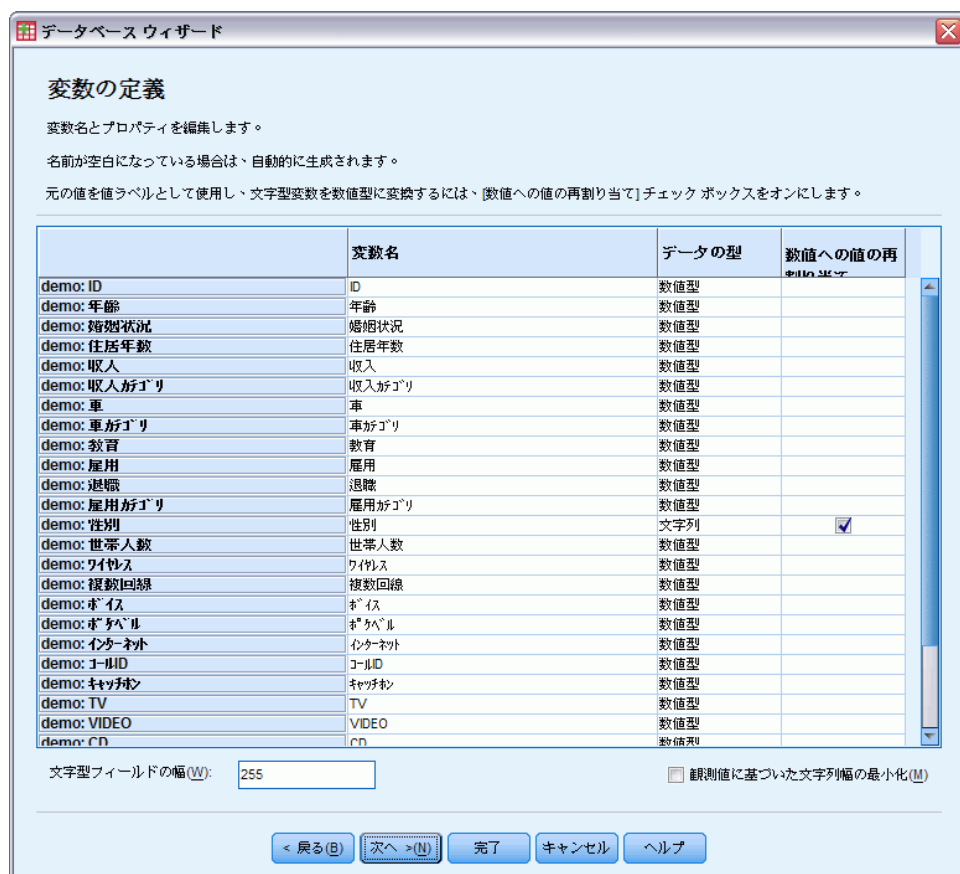 データベース ウィザード
変数の定義
変数名とプロパティを編集します。
名前が空白になっている場合は、自動的に生成されます。
元の値を値ラベルとして使用し、文字型変数を数値型に変換するには、[数値への値の再割り当て] チェック ボックスをオンにします。
変数名 データの型 数値への値の再割り当て
demo: ID ID 数値型
demo: 年齢 年齢 数値型
demo: 婚姻状況 婚姻状況 数値型
demo: 住居年数 住居年数 数値型
demo: 収入 収入 数値型
demo: 収入ｶﾃｺﾞﾘ 収入ｶﾃｺﾞﾘ 数値型
demo: 車 車 数値型
demo: 車ｶﾃｺﾞﾘ 車ｶﾃｺﾞﾘ 数値型
demo: 教育 教育 数値型
demo: 雇用 雇用 数値型
demo: 退職 退職 数値型
demo: 雇用ｶﾃｺﾞﾘ 雇用ｶﾃｺﾞﾘ 数値型
demo: 性別 性別 文字列
demo: 世帯人数 世帯人数 数値型
demo: ﾜｲﾔﾚｽ ﾜｲﾔﾚｽ 数値型
demo: 複数回線 複数回線 数値型
demo: ﾎﾞｲｽ ﾎﾞｲｽ 数値型
demo: ﾎﾟｹﾍﾞﾙ ﾎﾟｹﾍﾞﾙ 数値型
demo: ｲﾝﾀｰﾈｯﾄ ｲﾝﾀｰﾈｯﾄ 数値型
demo: ｺｰﾙID ｺｰﾙID 数値型
demo: ｷｬｯﾁﾎﾝ ｷｬｯﾁﾎﾝ 数値型
demo: TV TV 数値型
demo: VIDEO VIDEO 数値型
demo: CD CD 数値型
文字型フィールドの幅(W): 255 観測値に基づいた文字列幅の最小化(M)
< 戻る(B) 次へ >(N) 完了 キャンセル ヘルプ